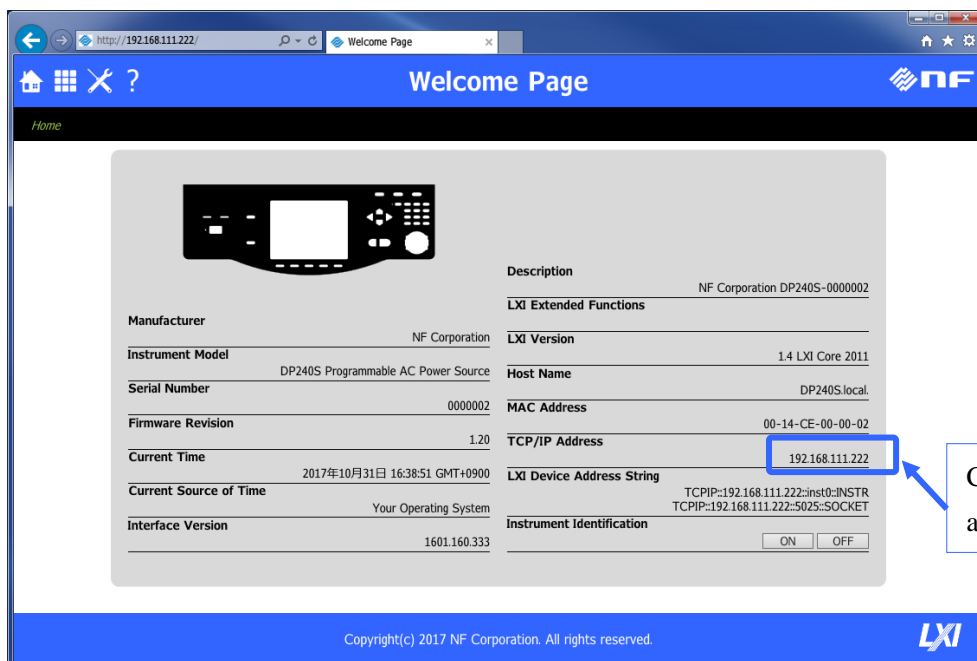 http://192.168.111.222/
Welcome Page
Welcome Page
nF
Home
Manufacturer
NF Corporation
Instrument Model
DP240S Programmable AC Power Source
Serial Number
0000002
Firmware Revision
1.20
Current Time
2017年10月31日 16:38:51 GMT+0900
Current Source of Time
Your Operating System
Interface Version
1601.160.333
Description
NF Corporation DP240S-0000002
LXI Extended Functions
LXI Version
1.4 LXI Core 2011
Host Name
DP240S.local.
MAC Address
00-14-CE-00-00-02
TCP/IP Address
192.168.111.222
LXI Device Address String
TCPIP::192.168.111.222::inst0::INSTR
TCPIP::192.168.111.222::5025::SOCKET
Instrument Identification
ON OFF
a
Copyright(c) 2017 NF Corporation. All rights reserved.
LXI